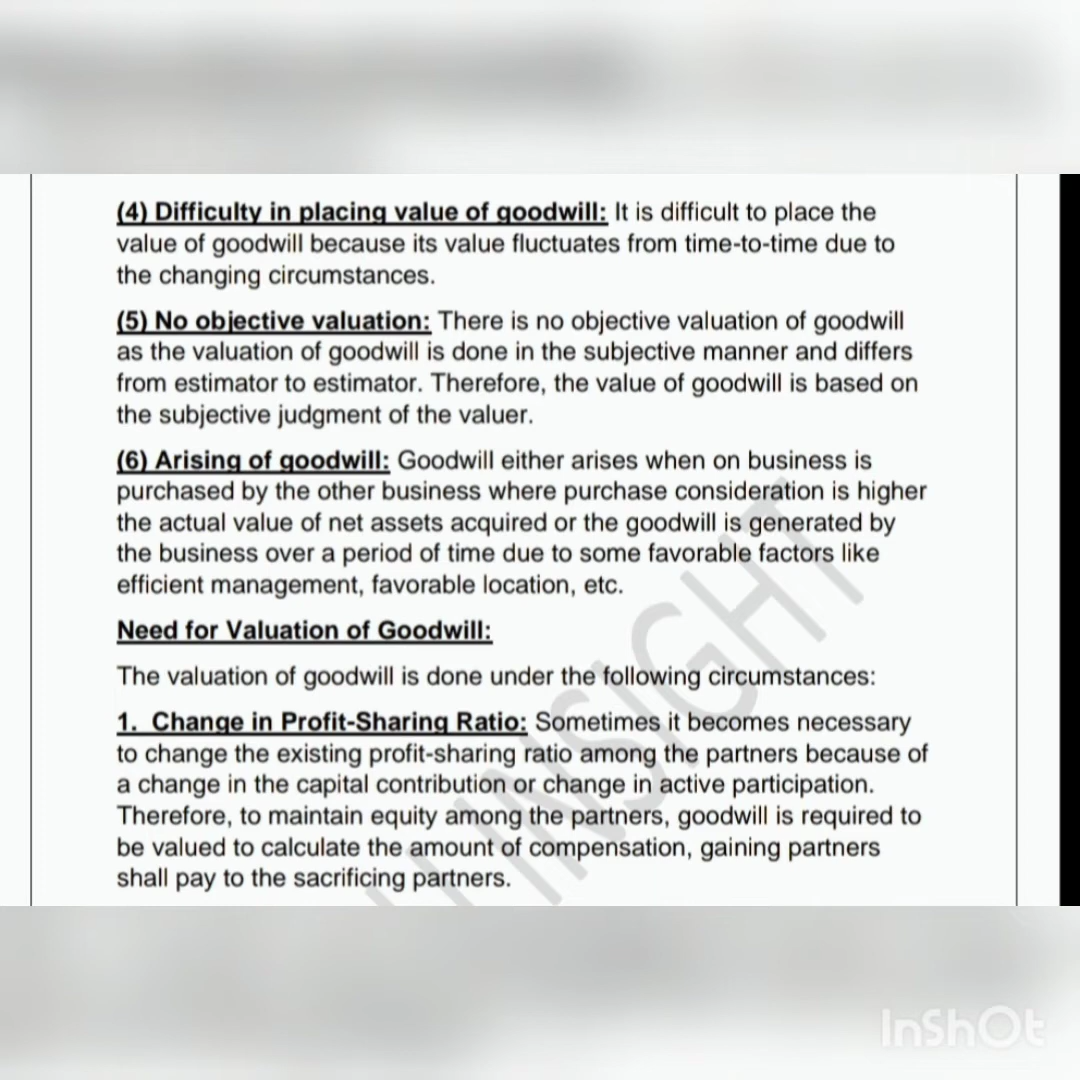 (4) Difficulty in placing value of goodwill: It is difficult to place the
value of goodwill because its value fluctuates from time-to-time due to
the changing circumstances.
(5) No objective valuation: There is no objective valuation of goodwill
as the valuation of goodwill is done in the subjective manner and differs
from estimator to estimator. Therefore, the value of goodwill is based on
the subjective judgment of the valuer.
(6) Arising of goodwill: Goodwill either arises when on business is
purchased by the other business where purchase consideration is higher
the actual value of net assets acquired or the goodwill is generated by
the business over a period of time due to some favorable factors like
efficient management, favorable location, etc.
Need for Valuation of Goodwill:
The valuation of goodwill is done under the following circumstances:
1. Change in Profit-Sharing Ratio: Sometimes it becomes necessary
to change the existing profit-sharing ratio among the partners because of
a change in the capital contribution or change in active participation.
Therefore, to maintain equity among the partners, goodwill is required to
be valued to calculate the amount of compensation, gaining partners
shall pay to the sacrificing partners.
INSIGHT
InShOt